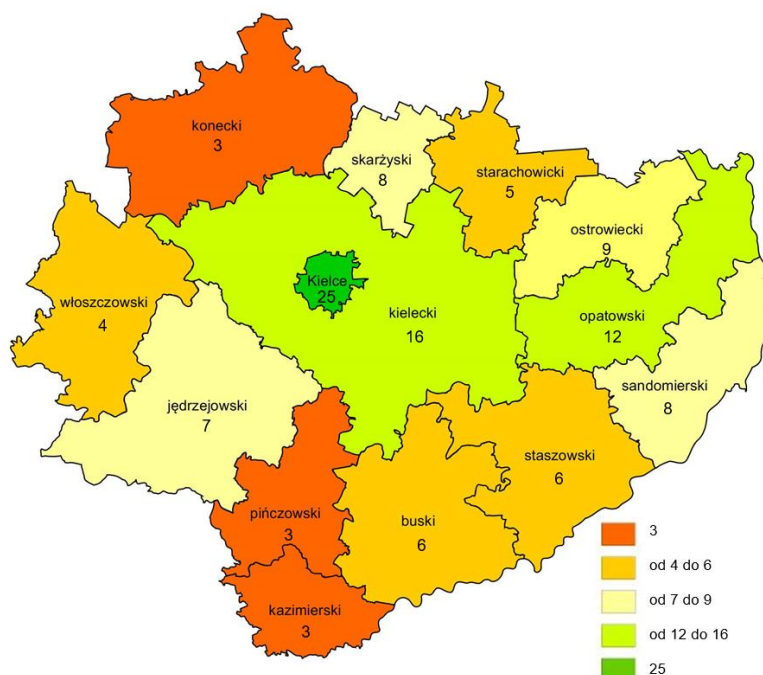 konecki
3
skarżyski
8
starachowicki
5
ostrowiecki
9
włoszczowski
4
Kielce
25
kielecki
16
opatowski
12
jędrzejowski
7
sandomierski
8
staszowski
6
pińczowski
3
buski
6
kazimierski
3
3
od 4 do 6
od 7 do 9
od 12 do 16
25